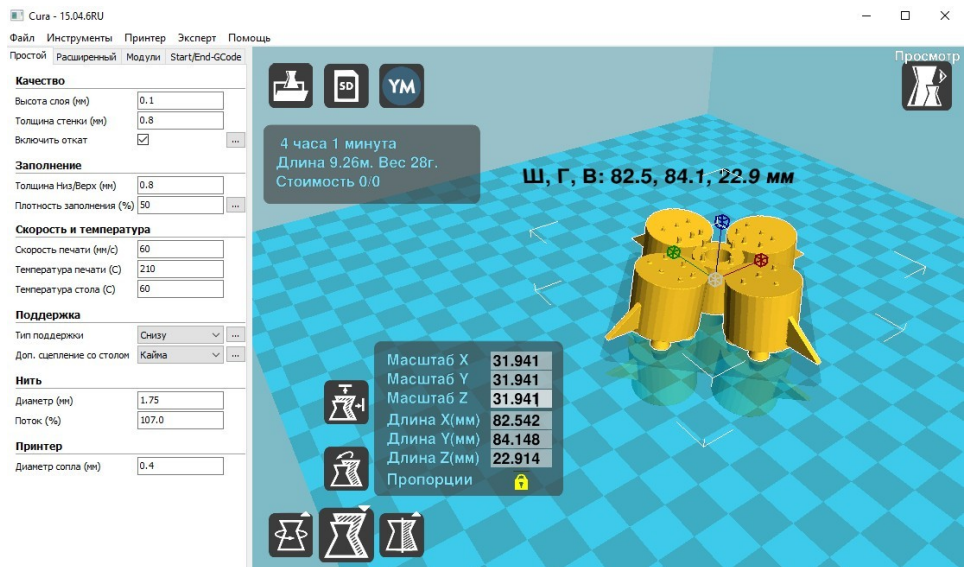 Cura - 15.04.6RU
Файл Инструменты Принтер Эксперт Помощь
Простой Расширенный Модули Start/End-GCode
Качество
Высота слоя (мм) 0.1
Толщина стенки (мм) 0.8
Включить откат ...
Заполнение
Толщина Низ/Верх (мм) 0.8
Плотность заполнения (%) 50 ...
Скорость и температура
Скорость печати (мм/с) 60
Температура печати (C) 210
Температура стола (C) 60
Поддержка
Тип поддержки Снизу ...
Доп. сцепление со столом Кайма ...
Нить
Диаметр (мм) 1.75
Поток (%) 107.0
Принтер
Диаметр сопла (мм) 0.4
SD
YM
Просмотр
4 часа 1 минута
Длина 9.26м. Вес 28г.
Стоимость 0/0
Ш, Г, В: 82.5, 84.1, 22.9 мм
Масштаб X 31.941
Масштаб Y 31.941
Масштаб Z 31.941
Длина X(мм) 82.542
Длина Y(мм) 84.148
Длина Z(мм) 22.914
Пропорции